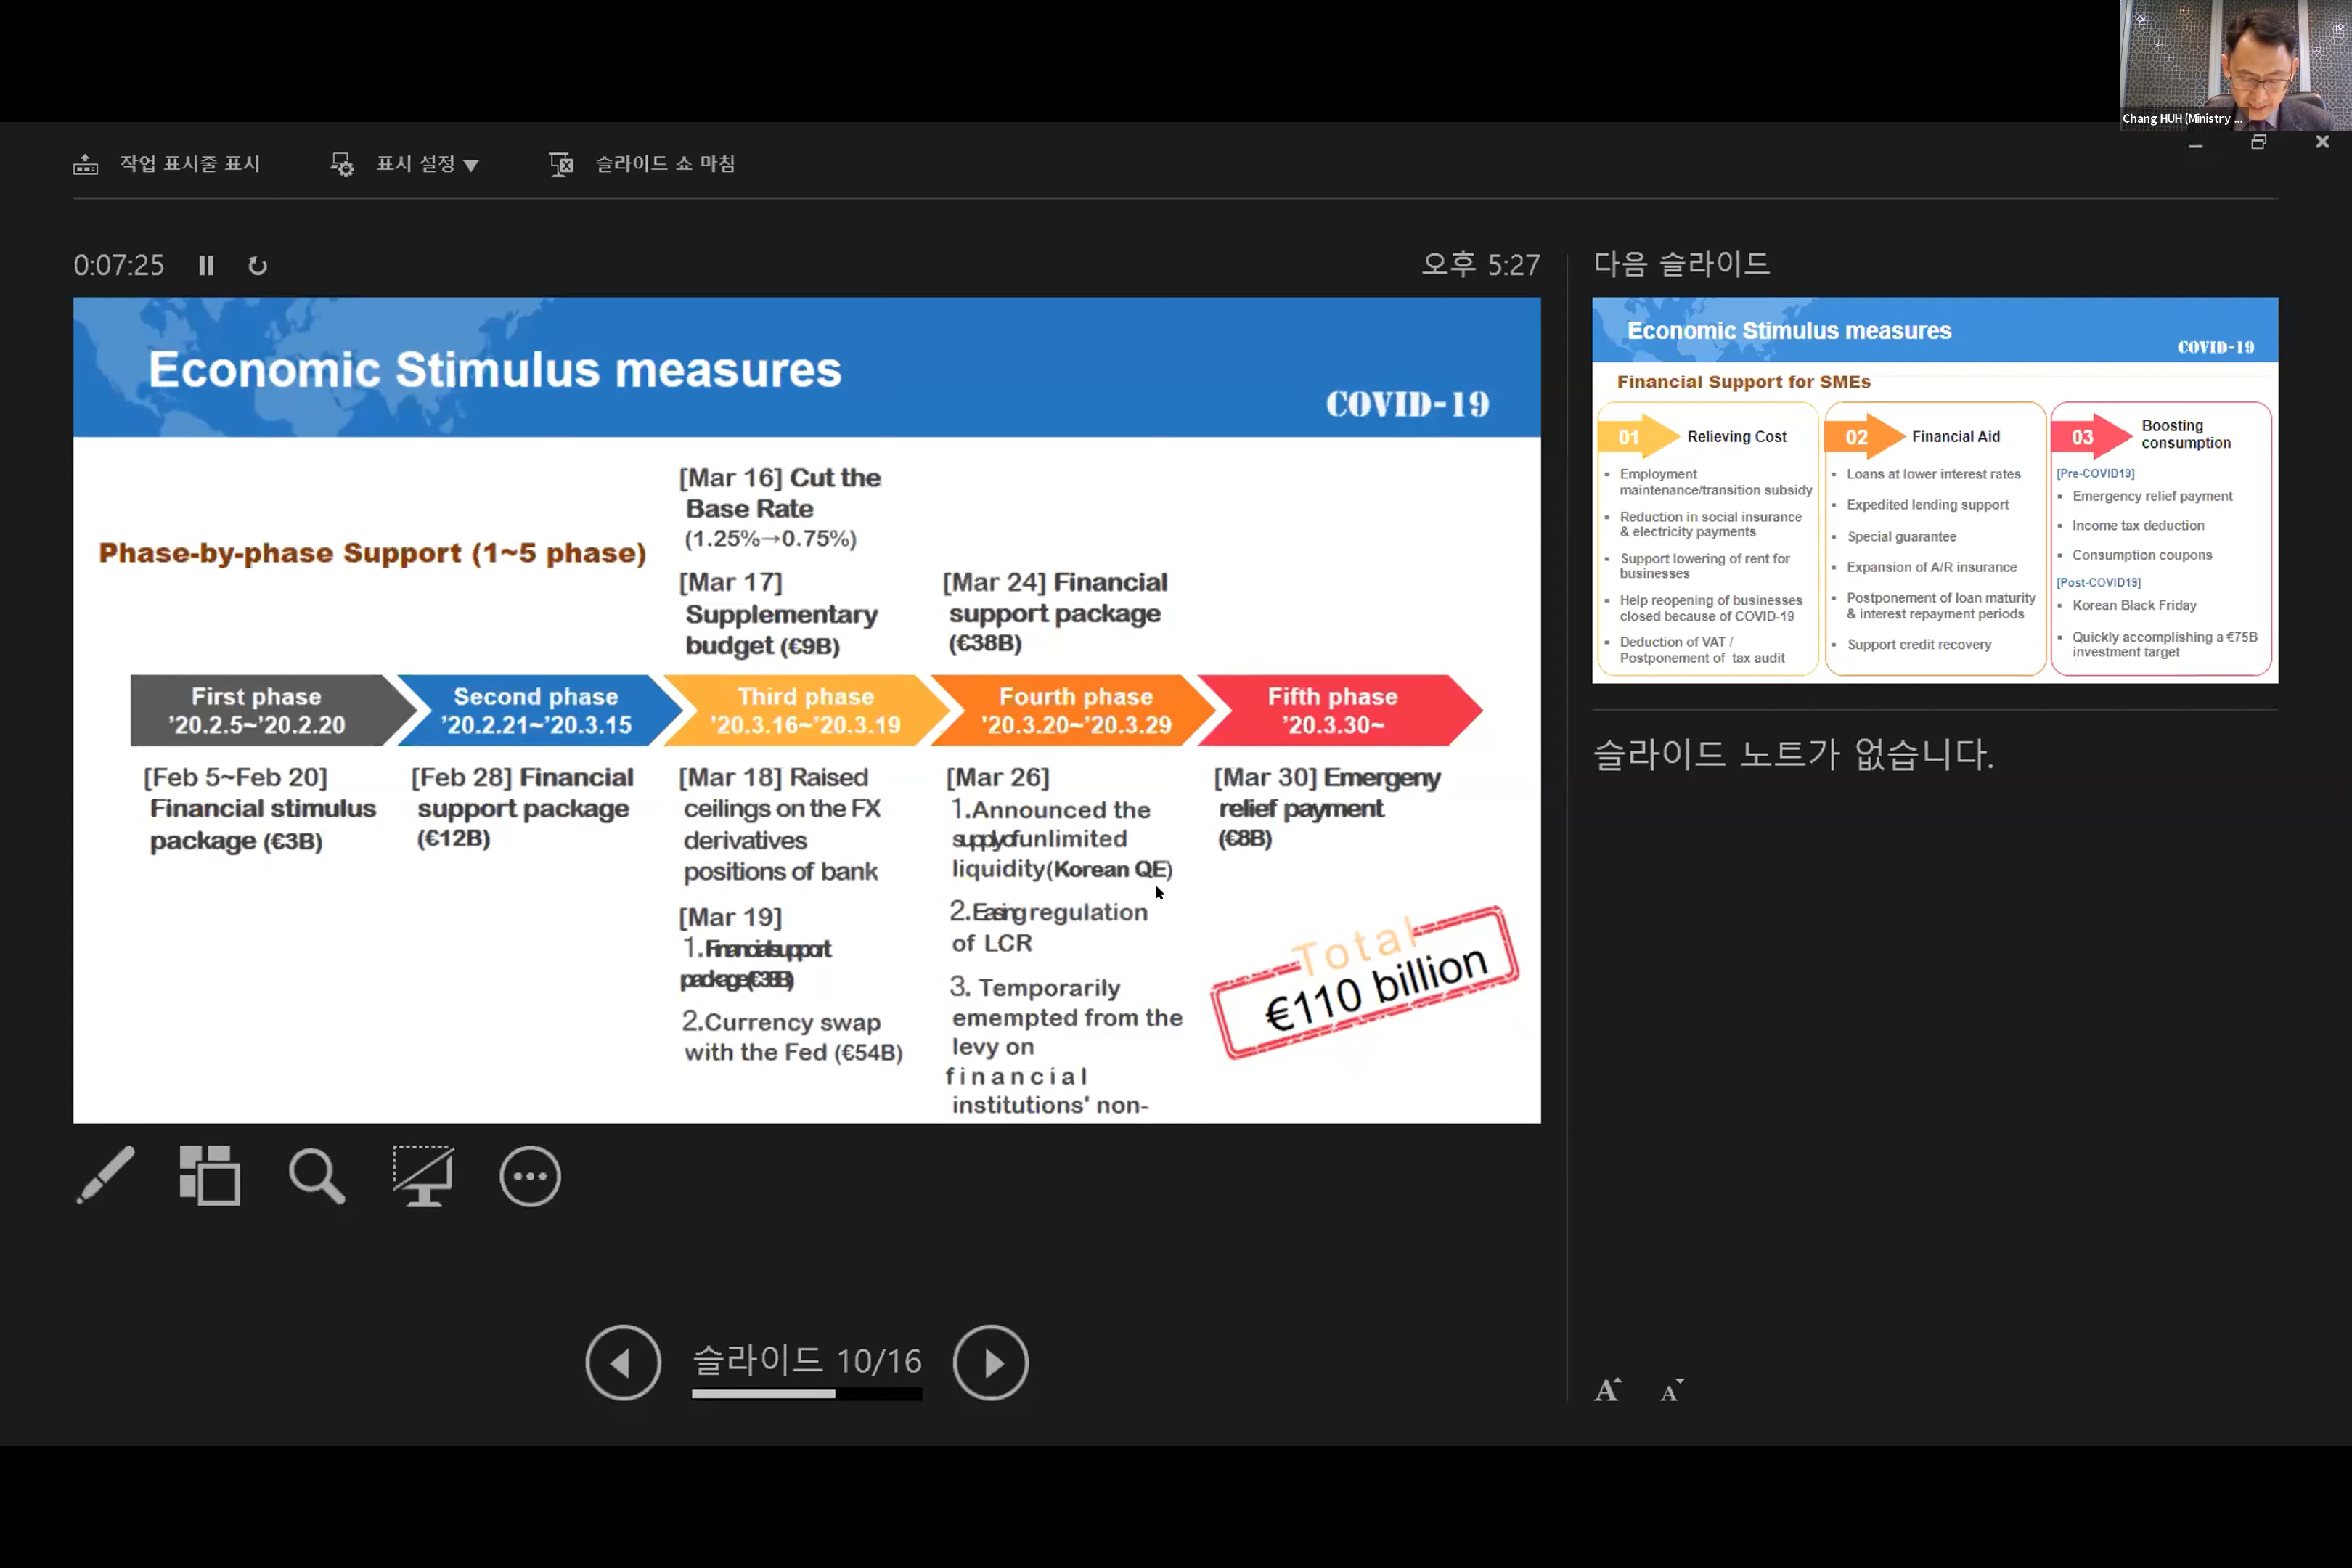 Chang HUH (Ministry ...
작업 표시줄 표시
표시 설정
슬라이드 쇼 마침
0:07:25
오후 5:27
다음 슬라이드
Economic Stimulus measures
COVID-19
Phase-by-phase Support (1~5 phase)
[Mar 16] Cut the
Base Rate
(1.25%→0.75%)
[Mar 17]
Supplementary
budget (€9B)
[Mar 24] Financial
support package
(€38B)
First phase
'20.2.5~'20.2.20
Second phase
'20.2.21~'20.3.15
Third phase
'20.3.16~'20.3.19
Fourth phase
'20.3.20~'20.3.29
Fifth phase
'20.3.30~
[Feb 5~Feb 20]
Financial stimulus
package (€3B)
[Feb 28] Financial
support package
(€12B)
[Mar 18] Raised
ceilings on the FX
derivatives
positions of bank
[Mar 19]
1.Financial support
package(€38B)
2.Currency swap
with the Fed (€54B)
[Mar 26]
1.Announced the
supply of unlimited
liquidity(Korean QE)
2.Easing regulation
of LCR
3. Temporarily
emempted from the
levy on
financial
institutions' non-
[Mar 30] Emergeny
relief payment
(€8B)
Total
€110 billion
Economic Stimulus measures
COVID-19
Financial Support for SMEs
01 Relieving Cost
▪ Employment
maintenance/transition subsidy
▪ Reduction in social insurance
& electricity payments
▪ Support lowering of rent for
businesses
▪ Help reopening of businesses
closed because of COVID-19
▪ Deduction of VAT /
Postponement of tax audit
02 Financial Aid
▪ Loans at lower interest rates
▪ Expedited lending support
▪ Special guarantee
▪ Expansion of A/R insurance
▪ Postponement of loan maturity
& interest repayment periods
▪ Support credit recovery
03 Boosting
consumption
[Pre-COVID19]
▪ Emergency relief payment
▪ Income tax deduction
▪ Consumption coupons
[Post-COVID19]
▪ Korean Black Friday
▪ Quickly accomplishing a €75B
investment target
슬라이드 노트가 없습니다.
슬라이드 10/16
A A